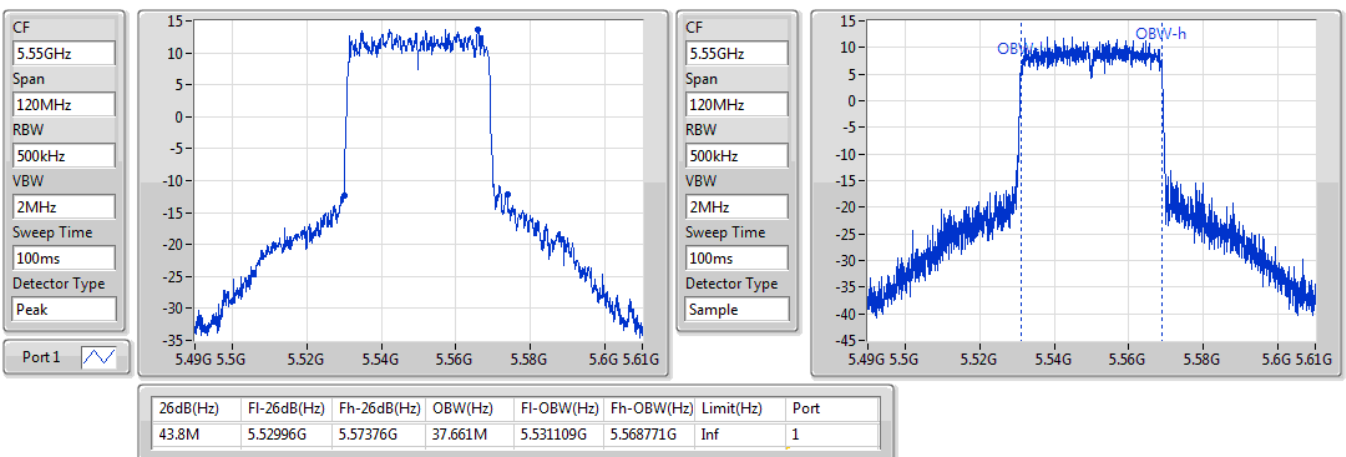 CF
5.55GHz
Span
120MHz
RBW
500kHz
VBW
2MHz
Sweep Time
100ms
Detector Type
Peak
Port 1
15
10
5
0
-5
-10
-15
-20
-25
-30
-35
5.49G 5.5G 5.52G 5.54G 5.56G 5.58G 5.6G 5.61G
CF
5.55GHz
Span
120MHz
RBW
500kHz
VBW
2MHz
Sweep Time
100ms
Detector Type
Sample
15
10
5
0
-5
-10
-15
-20
-25
-30
-35
-40
-45
OBW-h
5.49G 5.5G 5.52G 5.54G 5.56G 5.58G 5.6G 5.61G
26dB(Hz) Fl-26dB(Hz) Fh-26dB(Hz) OBW(Hz) Fl-OBW(Hz) Fh-OBW(Hz) Limit(Hz) Port
43.8M 5.52996G 5.57376G 37.661M 5.531109G 5.568771G Inf 1